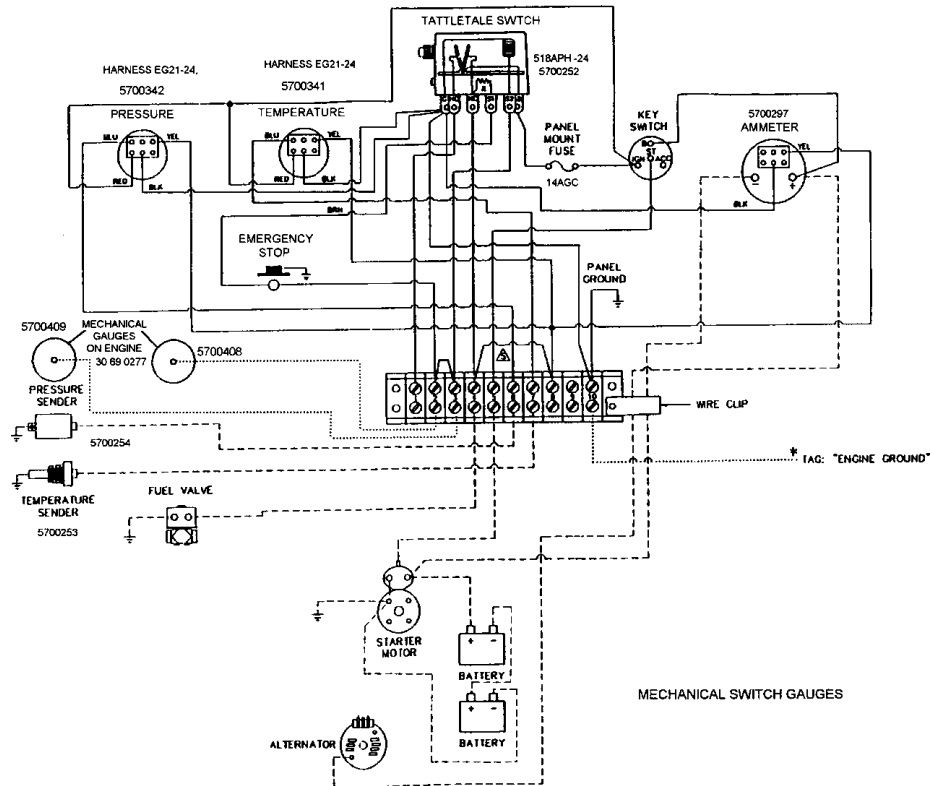 TATTLETALE SWTCH
HARNESS EG21-24,
5700342
HARNESS EG21-24
5700341
518APH -24
5700252
PRESSURE
TEMPERATURE
PANEL
MOUNT
FUSE
14AGC
KEY
SWITCH
B
ST
IGN
ACC
5700297
AMMETER
BLU
YEL
RED
BLK
BLU
YEL
RED
BLK
YEL
BLK
BRN
EMERGENCY
STOP
PANEL
GROUND
5700409
MECHANICAL
GAUGES
ON ENGINE
30 69 0277
5700408
PRESSURE
SENDER
5700254
10
WIRE CLIP
* TAG: "ENGINE GROUND"
TEMPERATURE
SENDER
5700253
FUEL VALVE
STARTER
MOTOR
+ -
BATTERY
+ -
BATTERY
ALTERNATOR
MECHANICAL SWITCH GAUGES